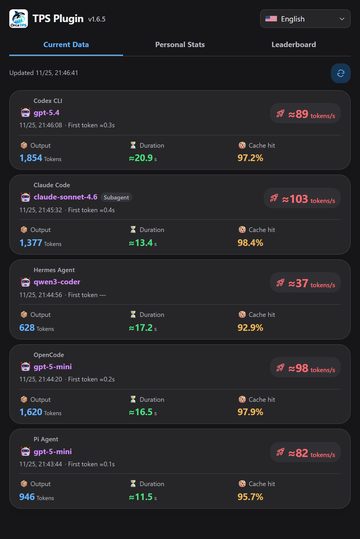 TPS Plugin v1.6.5
English
Current Data Personal Stats Leaderboard
Updated 11/25, 21:46:41
Codex CLI
gpt-5.4
≈89 tokens/s
11/25, 21:46:08 · First token ≈0.3s
Output Duration Cache hit
1,854 Tokens ≈20.9 s 97.2%
Claude Code
claude-sonnet-4.6 Subagent
≈103 tokens/s
11/25, 21:45:32 · First token ≈0.4s
Output Duration Cache hit
1,377 Tokens ≈13.4 s 98.4%
Hermes Agent
qwen3-coder
≈37 tokens/s
11/25, 21:44:56 · First token —
Output Duration Cache hit
628 Tokens ≈17.2 s 92.9%
OpenCode
gpt-5-mini
≈98 tokens/s
11/25, 21:44:20 · First token ≈0.2s
Output Duration Cache hit
1,620 Tokens ≈16.5 s 97.9%
Pi Agent
gpt-5-mini
≈82 tokens/s
11/25, 21:43:44 · First token ≈0.1s
Output Duration Cache hit
946 Tokens ≈11.5 s 95.7%